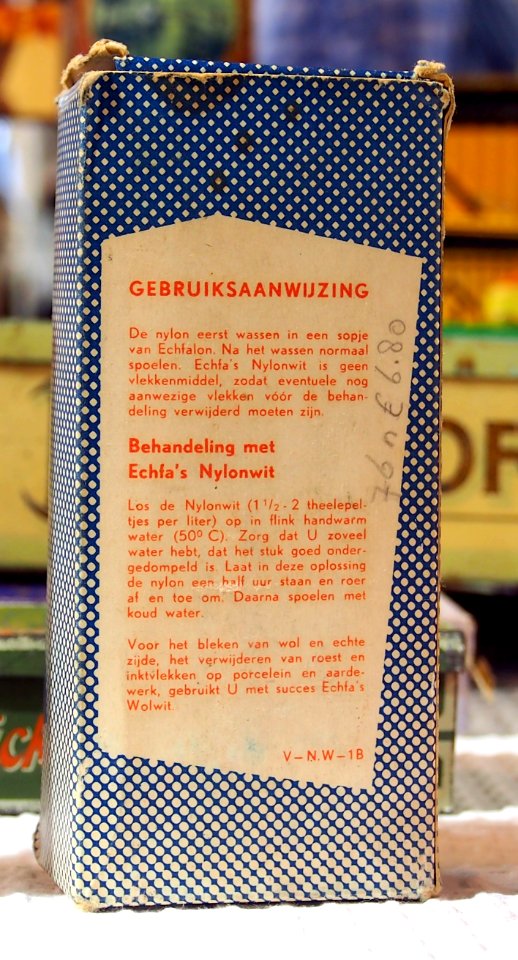 GEBRUIKSAANWIJZING
De nylon eerst wassen in een sopje
van Echfalon. Na het wassen normaal
spoelen. Echfa's Nylonwit is geen
vlekkenmiddel, zodat eventuele nog
aanwezige vlekken vóór de behan-
deling verwijderd moeten zijn.
Behandeling met
Echfa's Nylonwit
Los de Nylonwit (1 1/2 - 2 theelepel-
tjes per liter) op in flink handwarm
water (50° C). Zorg dat U zoveel
water hebt, dat het stuk goed onder-
gedompeld is. Laat in deze oplossing
de nylon een half uur staan en roer
af en toe om. Daarna spoelen met
koud water.
Voor het bleken van wol en echte
zijde, het verwijderen van roest en
inktvlekken op porcelein en aarde-
werk, gebruikt U met succes Echfa's
Wolwit.
V-N.W-1B
6.80
OF